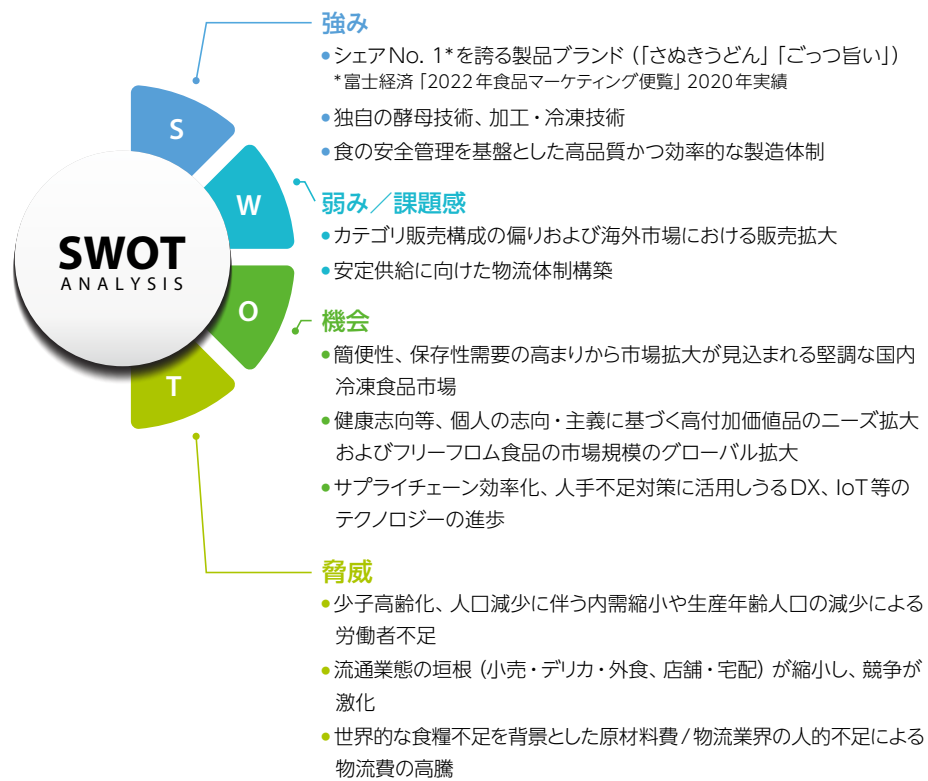 強み
•シェアNo. 1*を誇る製品ブランド(「さぬきうどん」「ごっつ旨い」)
*富士経済「2022年食品マーケティング便覧」2020年実績
•独自の酵母技術、加工・冷凍技術
•食の安全管理を基盤とした高品質かつ効率的な製造体制
S
W
O
T
SWOT
ANALYSIS
弱み/課題感
•カテゴリ販売構成の偏りおよび海外市場における販売拡大
•安定供給に向けた物流体制構築
機会
•簡便性、保存性需要の高まりから市場拡大が見込まれる堅調な国内
冷凍食品市場
•健康志向等、個人の志向・主義に基づく高付加価値品のニーズ拡大
およびフリーフロム食品の市場規模のグローバル拡大
•サプライチェーン効率化、人手不足対策に活用しうるDX、IoT等の
テクノロジーの進歩
脅威
•少子高齢化、人口減少に伴う内需縮小や生産年齢人口の減少による
労働者不足
•流通業態の垣根(小売・デリカ・外食、店舗・宅配)が縮小し、競争が
激化
•世界的な食糧不足を背景とした原材料費/物流業界の人的不足による
物流費の高騰